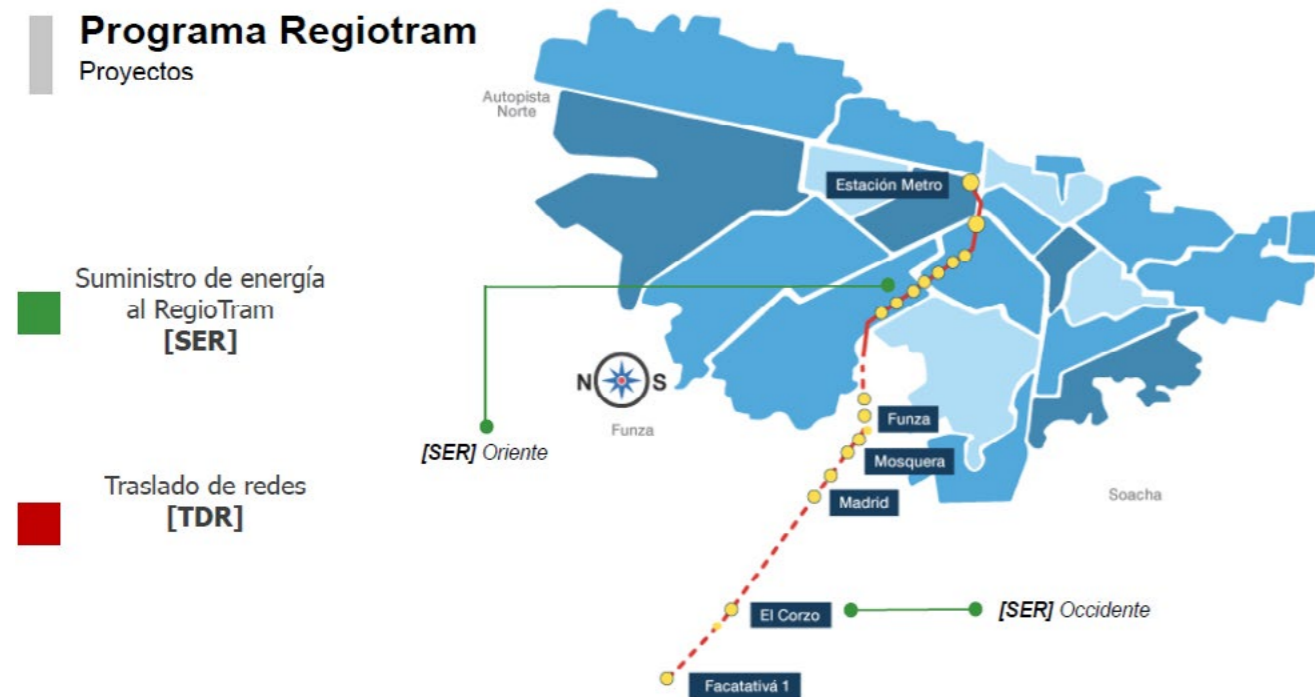 Programa Regiotram
Proyectos
Autopista
Norte
Estación Metro
Suministro de energía
al RegioTram
[SER]
N S
Funza
Funza
[SER] Oriente
Mosquera
Traslado de redes
[TDR]
Madrid
Soacha
El Corzo
[SER] Occidente
Facatativá 1